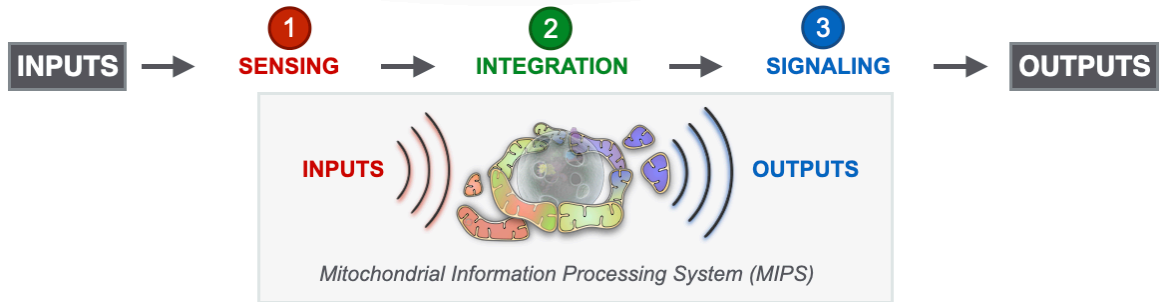 1 2 3
INPUTS SENSING INTEGRATION SIGNALING OUTPUTS
INPUTS OUTPUTS
Mitochondrial Information Processing System (MIPS)